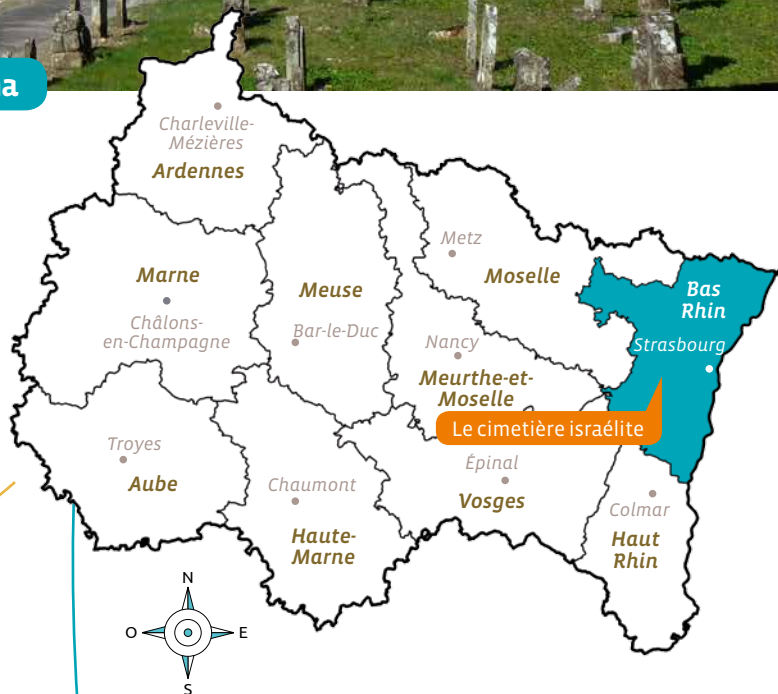 a
Charleville-
Mézières
Ardennes
Metz
Marne
Moselle
Meuse
Bas
Rhin
Châlons-
en-Champagne
Bar-le-Duc
Nancy
Strasbourg
Meurthe-et-
Moselle
Le cimetière israélite
Troyes
Aube
Épinal
Chaumont
Vosges
Colmar
Haute-
Marne
Haut
Rhin
N
O
E
S